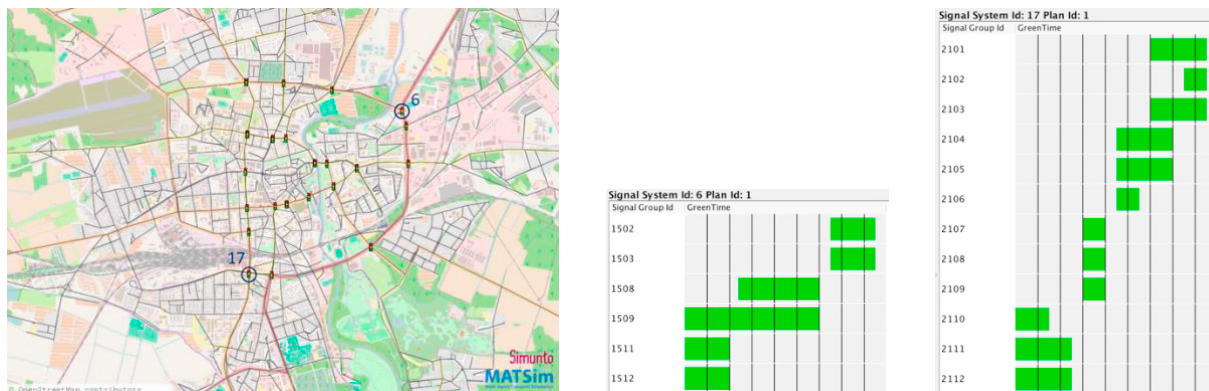 6
17
Simunto
MATSim
© OpenStreetMap contributors
Signal System Id: 6 Plan Id: 1
Signal Group Id GreenTime
1502
1503
1508
1509
1511
1512
Signal System Id: 17 Plan Id: 1
Signal Group Id GreenTime
2101
2102
2103
2104
2105
2106
2107
2108
2109
2110
2111
2112